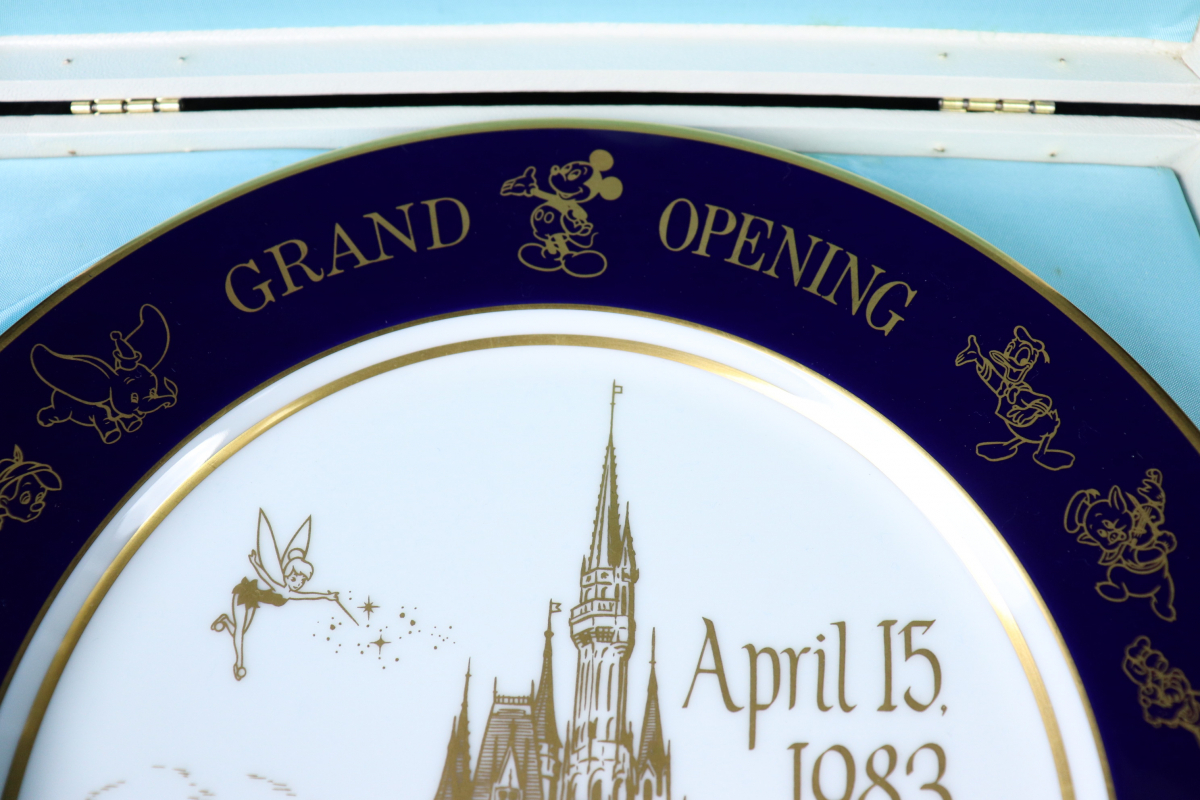 GRAND OPENING
April 15,
1983